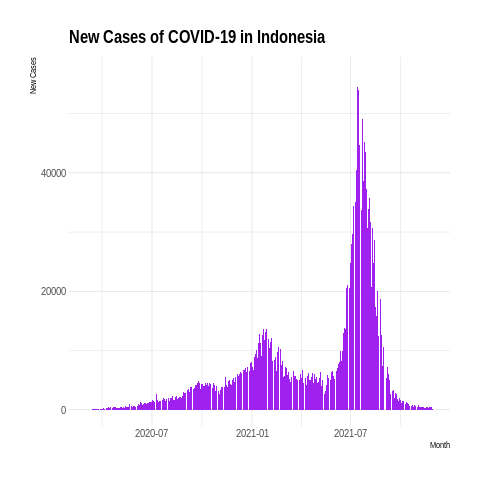 New Cases of COVID-19 in Indonesia
New Cases
40000
20000
0
2020-07
2021-01
2021-07
Month